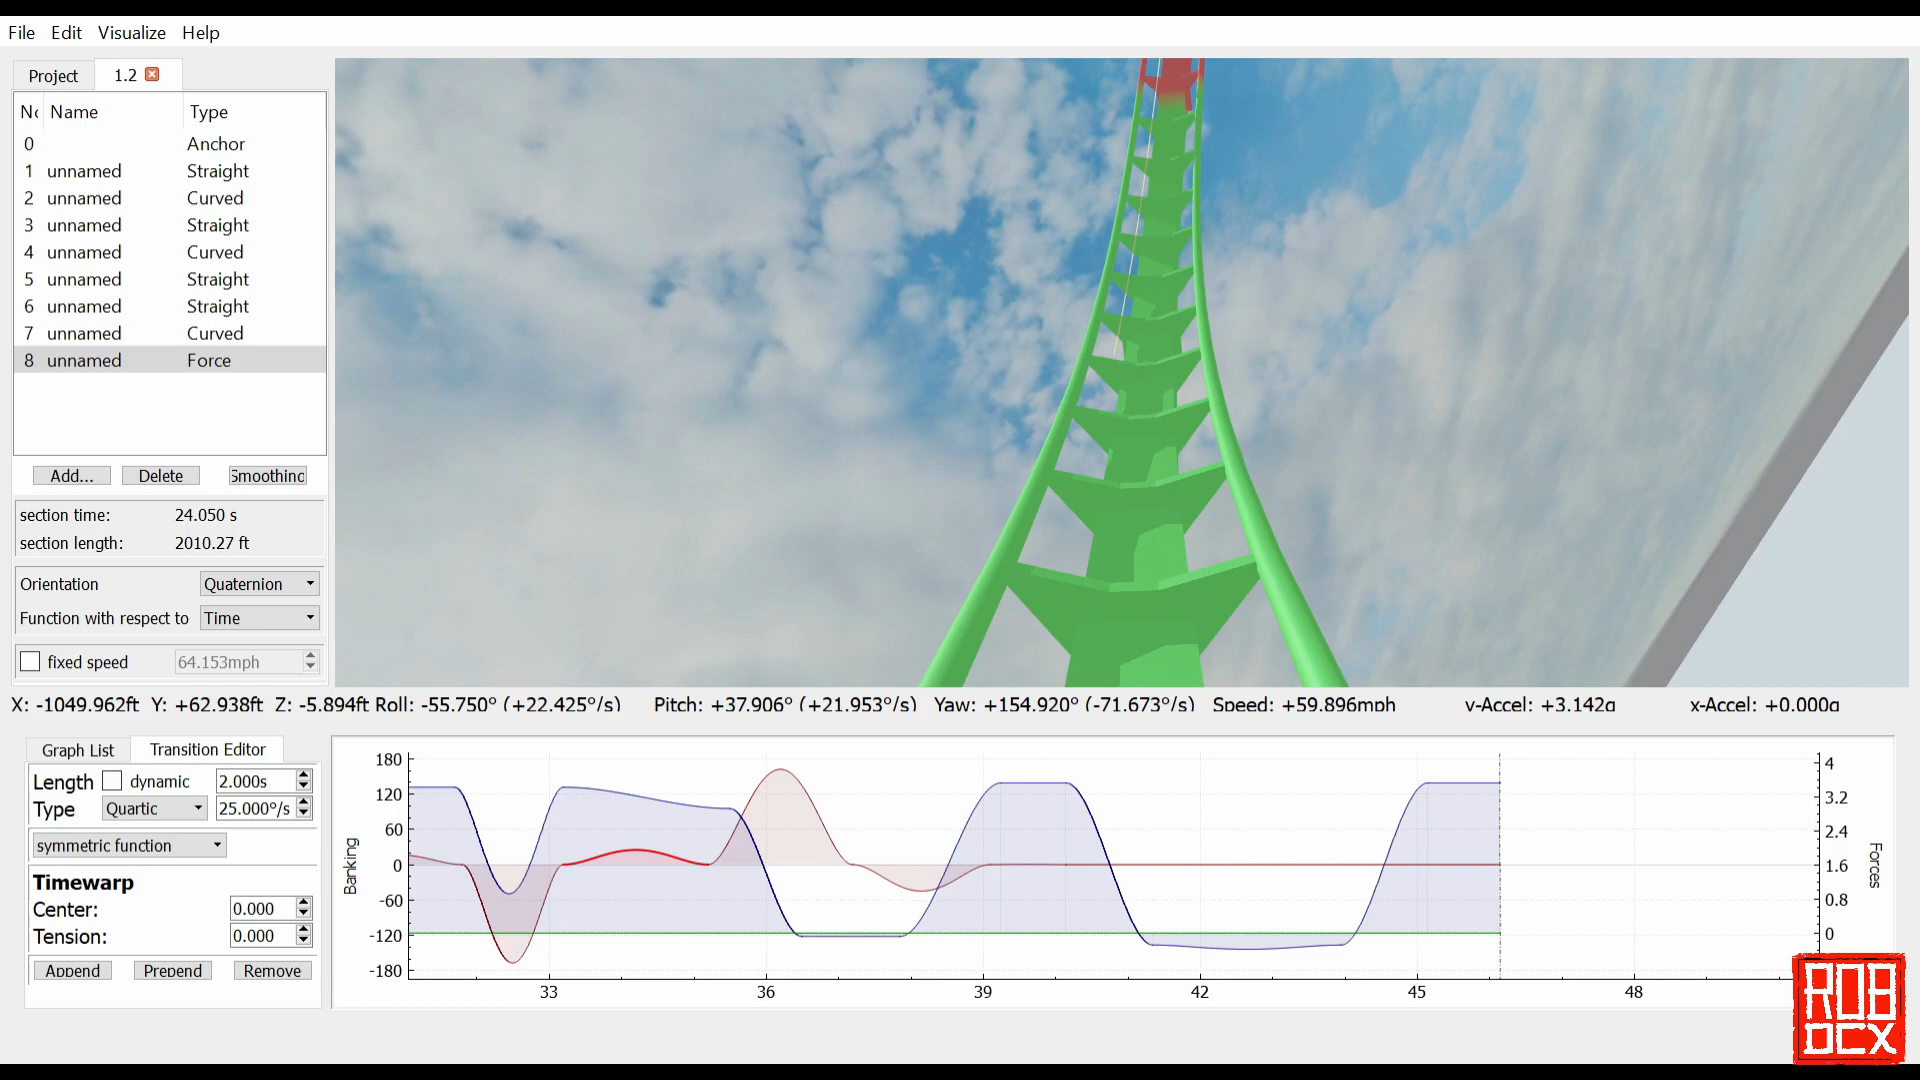 File Edit Visualize Help
Project 1.2
Name Type
0 Anchor
1 unnamed Straight
2 unnamed Curved
3 unnamed Straight
4 unnamed Curved
5 unnamed Straight
6 unnamed Straight
7 unnamed Curved
8 unnamed Force
Add... Delete Smoothing
section time: 24.050 s
section length: 2010.27 ft
Orientation Quaternion
Function with respect to Time
fixed speed 64.153mph
X: -1049.962ft Y: +62.938ft Z: -5.894ft Roll: -55.750° (+22.425°/s) Pitch: +37.906° (+21.953°/s) Yaw: +154.920° (-71.673°/s) Speed: +59.896mph v-Accel: +3.142g x-Accel: +0.000g
Graph List Transition Editor
Length dynamic 2.000s
Type Quartic 25.000°/s
symmetric function
Timewarp
Center: 0.000
Tension: 0.000
Append Prepend Remove
Banking
180
120
60
0
-60
-120
-180
33 36 39 42 45 48
4
3.2
2.4
1.6
0.8
0
Forces
ROB
DCX